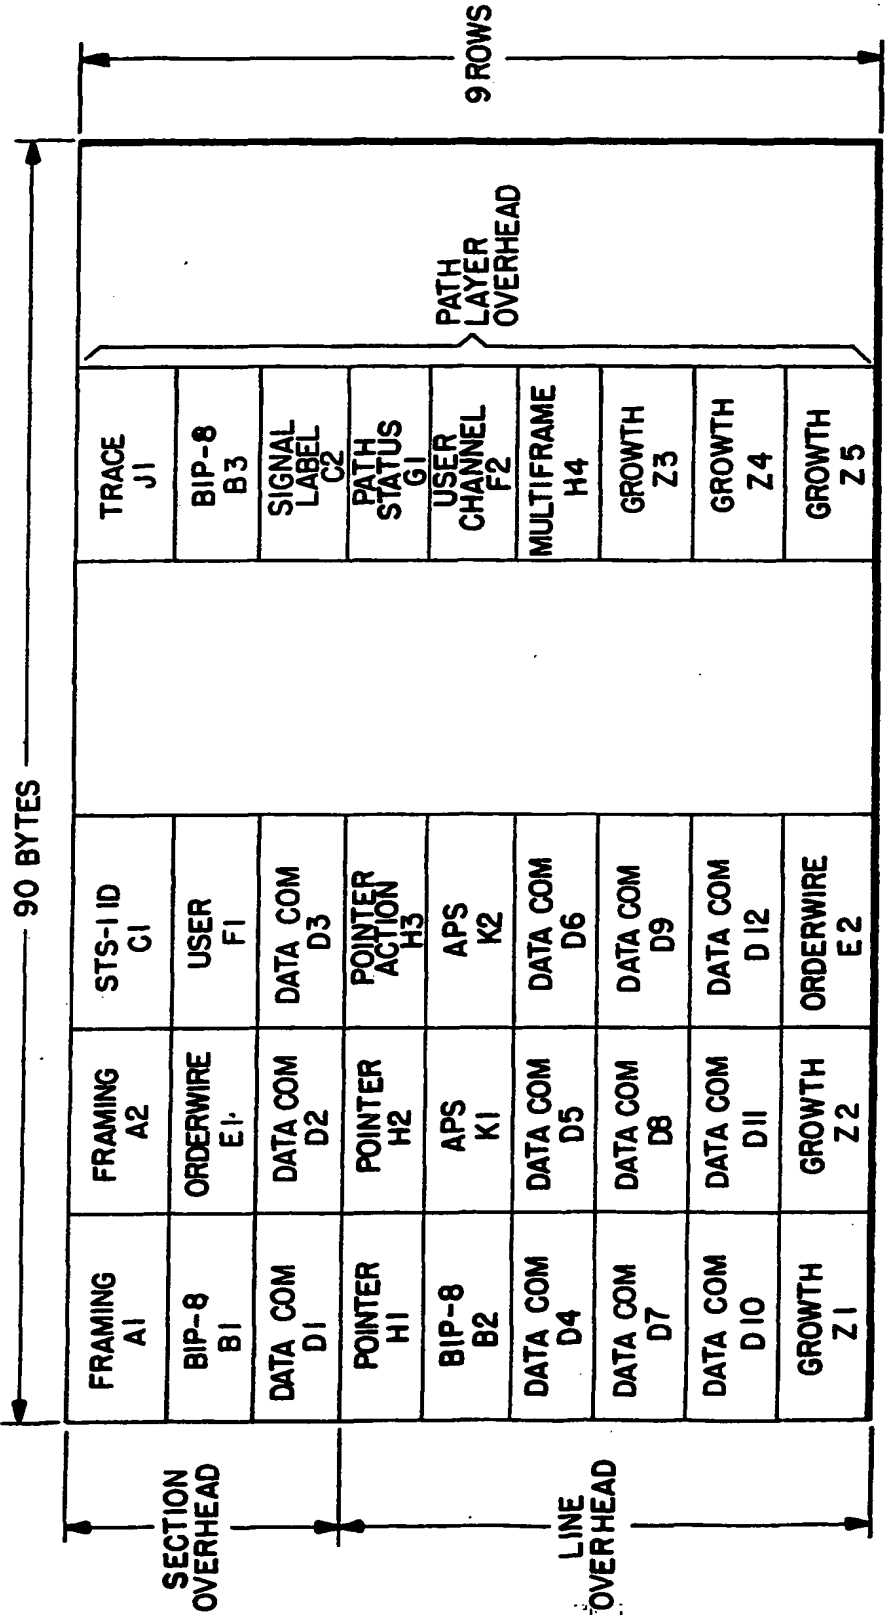 90 BYTES
9 ROWS
SECTION
OVERHEAD
LINE
OVERHEAD
FRAMING
A1
FRAMING
A2
STS-1 ID
C1
TRACE
J1
BIP-8
B1
ORDERWIRE
E1
USER
F1
BIP-8
B3
DATA COM
D1
DATA COM
D2
DATA COM
D3
SIGNAL
LABEL
C2
POINTER
H1
POINTER
H2
POINTER
ACTION
H3
PATH
STATUS
G1
BIP-8
B2
APS
K1
APS
K2
USER
CHANNEL
F2
DATA COM
D4
DATA COM
D5
DATA COM
D6
MULTIFRAME
H4
DATA COM
D7
DATA COM
D8
DATA COM
D9
GROWTH
Z3
DATA COM
D10
DATA COM
D11
DATA COM
D12
GROWTH
Z4
GROWTH
Z1
GROWTH
Z2
ORDERWIRE
E2
GROWTH
Z5
PATH
LAYER
OVERHEAD